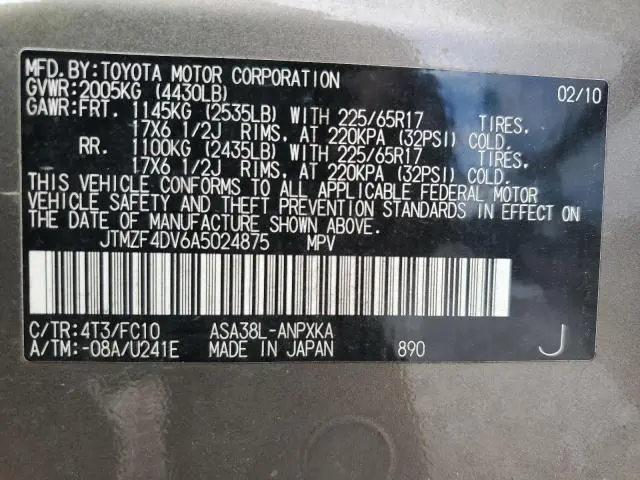 MFD.BY:TOYOTA MOTOR CORPORATION 02/10
GVWR:2005KG (4430LB)
GAWR:FRT. 1145KG (2535LB) WITH 225/65R17 TIRES,
17X6 1/2J RIMS, AT 220KPA (32PSI) COLD.
RR. 1100KG (2435LB) WITH 225/65R17 TIRES,
17X6 1/2J RIMS, AT 220KPA (32PSI) COLD.
THIS VEHICLE CONFORMS TO ALL APPLICABLE FEDERAL MOTOR
VEHICLE SAFETY AND THEFT PREVENTION STANDARDS IN EFFECT ON
THE DATE OF MANUFACTURE SHOWN ABOVE.
JTMZF4DV6A5024875 MPV
C/TR:4T3/FC10 ASA38L-ANPXKA
A/TM:-08A/U241E MADE IN JAPAN 890 J